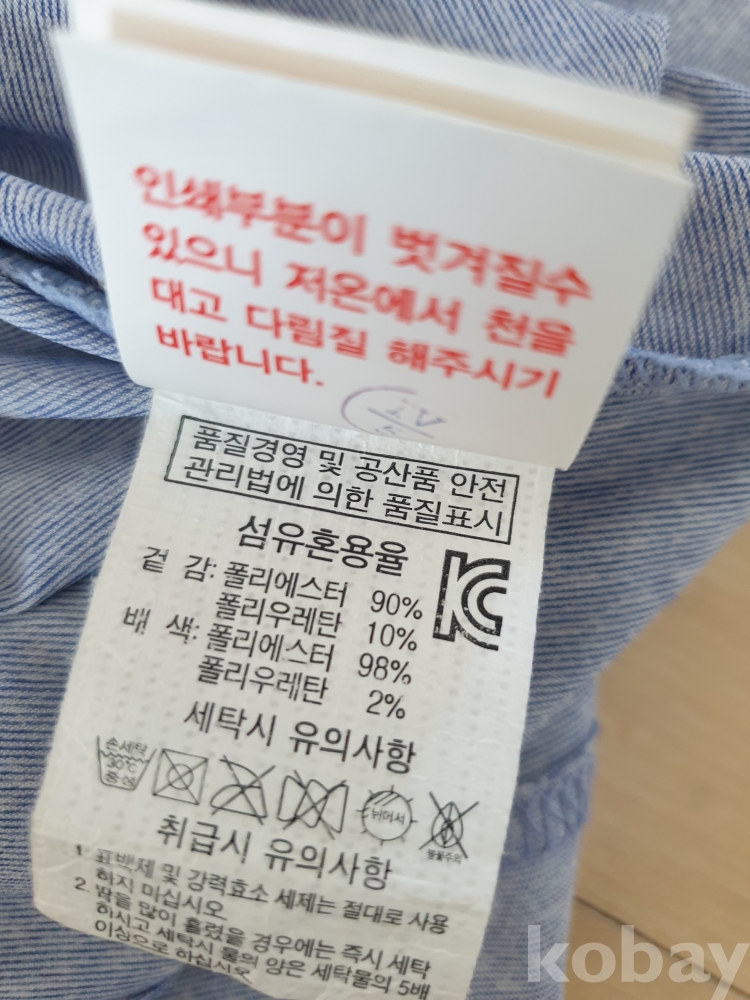 인쇄부분이 벗겨질수
있으니 저온에서 천을
대고 다림질 해주시기
바랍니다.
품질경영 및 공산품 안전
관리법에 의한 품질표시
섬유혼용율
겉 감: 폴리에스터 90%
폴리우레탄 10%
배 색: 폴리에스터 98%
폴리우레탄 2%
세탁시 유의사항
손세탁
30℃
중성
뉘어서
취급시 유의사항
1. 표백제 및 강력효소 세제는 절대로 사용
하지 마십시오
2. 땀을 많이 흘렸을 경우에는 즉시 세탁
하시고 세탁시 물의 양은 세탁물의 5배
이상으로 하십시오
kobay